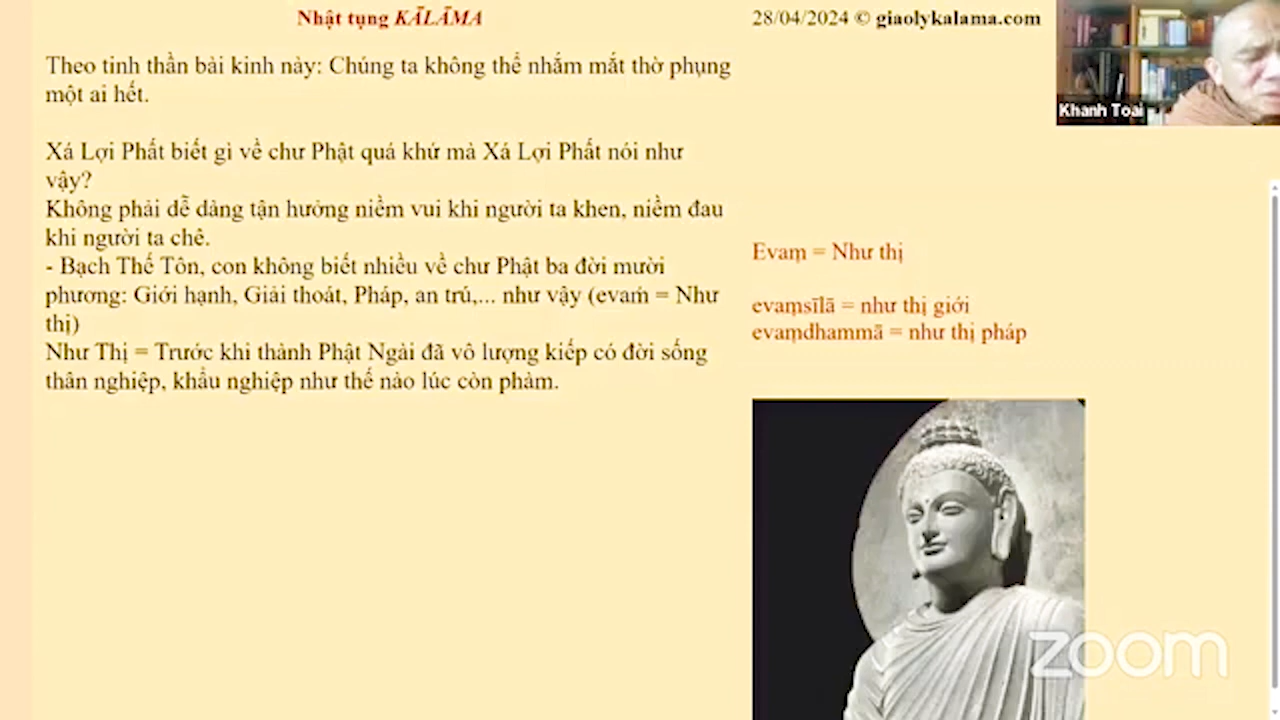 Nhật tụng KĀLĀMA
28/04/2024 © giaolykalama.com
Khanh Toai
Theo tinh thần bài kinh này: Chúng ta không thể nhắm mắt thờ phụng
một ai hết.
Xá Lợi Phất biết gì về chư Phật quá khứ mà Xá Lợi Phất nói như
vậy?
Không phải dễ dàng tận hưởng niềm vui khi người ta khen, niềm đau
khi người ta chê.
- Bạch Thế Tôn, con không biết nhiều về chư Phật ba đời mười
phương: Giới hạnh, Giải thoát, Pháp, an trú,... như vậy (evaṁ = Như
thị)
Như Thị = Trước khi thành Phật Ngài đã vô lượng kiếp có đời sống
thân nghiệp, khẩu nghiệp như thế nào lúc còn phàm.
Evaṃ = Như thị
evaṃsīlā = như thị giới
evaṃdhammā = như thị pháp
zoom